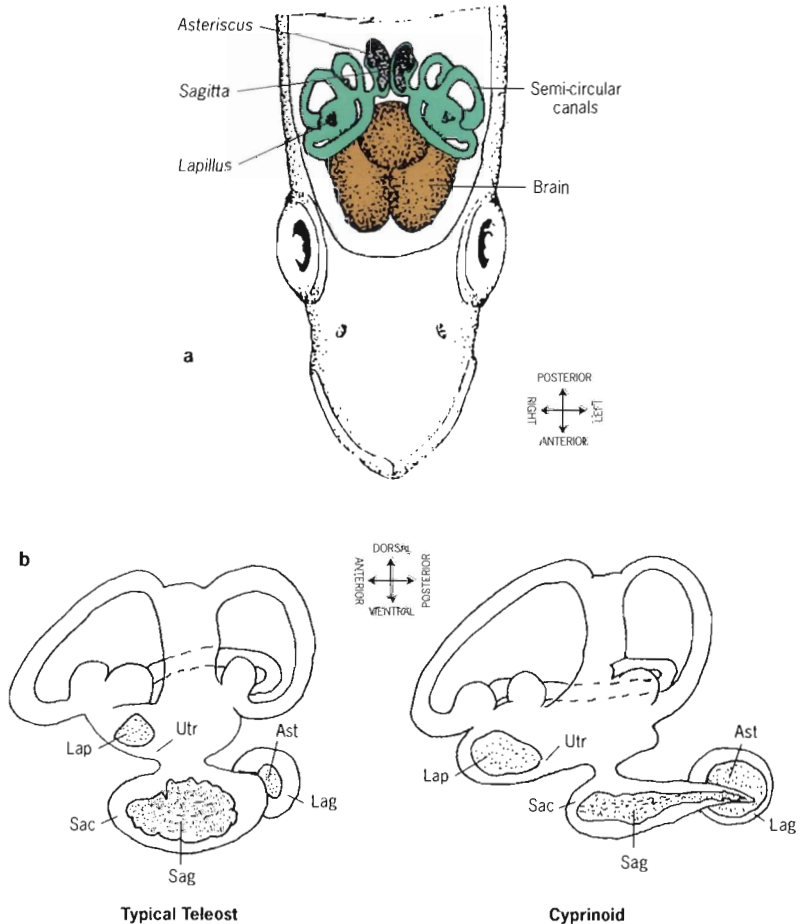 Asteriscus
Sagitta
Semi-circular
canals
Lapillus
Brain
a
POSTERIOR
RIGHT
LEFT
ANTERIOR
b
DORSAL
ANTERIOR
POSTERIOR
VENTRAL
Utr
Ast
Lap
Lag
Sac
Sag
Ast
Utr
Lap
Sac
Lag
Sag
Typical Teleost
Cyprinoid